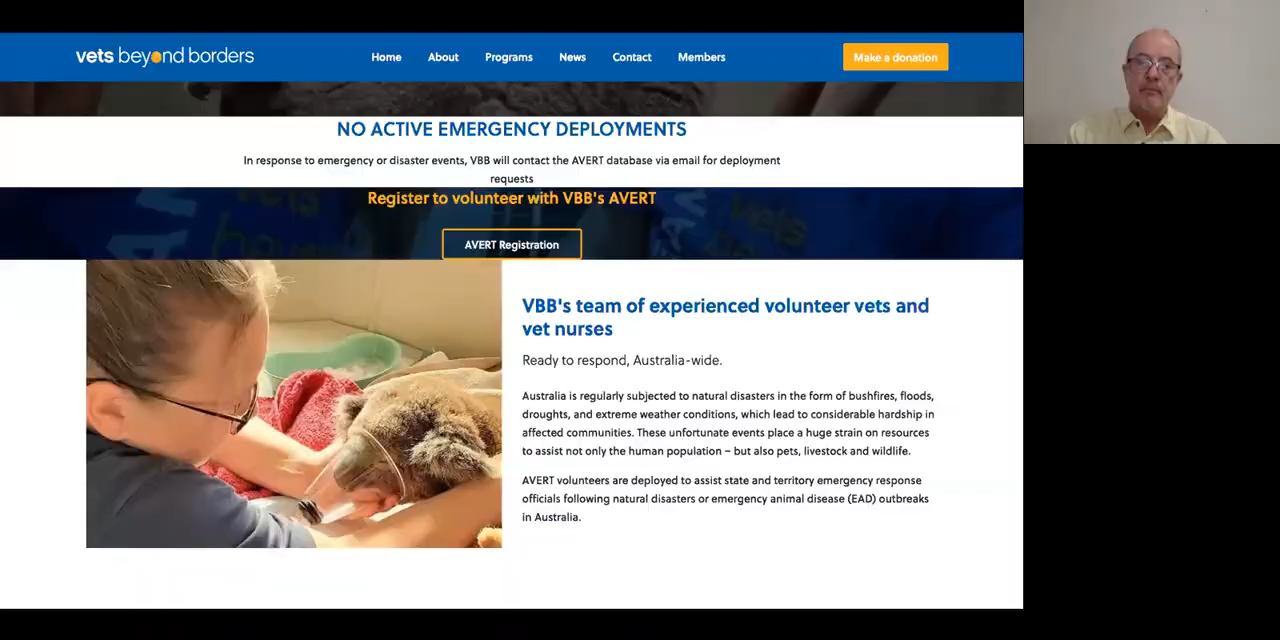 vets beyond borders
Home About Programs News Contact Members
Make a donation
NO ACTIVE EMERGENCY DEPLOYMENTS
In response to emergency or disaster events, VBB will contact the AVERT database via email for deployment
requests
Register to volunteer with VBB's AVERT
AVERT Registration
VBB's team of experienced volunteer vets and
vet nurses
Ready to respond, Australia-wide.
Australia is regularly subjected to natural disasters in the form of bushfires, floods,
droughts, and extreme weather conditions, which lead to considerable hardship in
affected communities. These unfortunate events place a huge strain on resources
to assist not only the human population – but also pets, livestock and wildlife.
AVERT volunteers are deployed to assist state and territory emergency response
officials following natural disasters or emergency animal disease (EAD) outbreaks
in Australia.